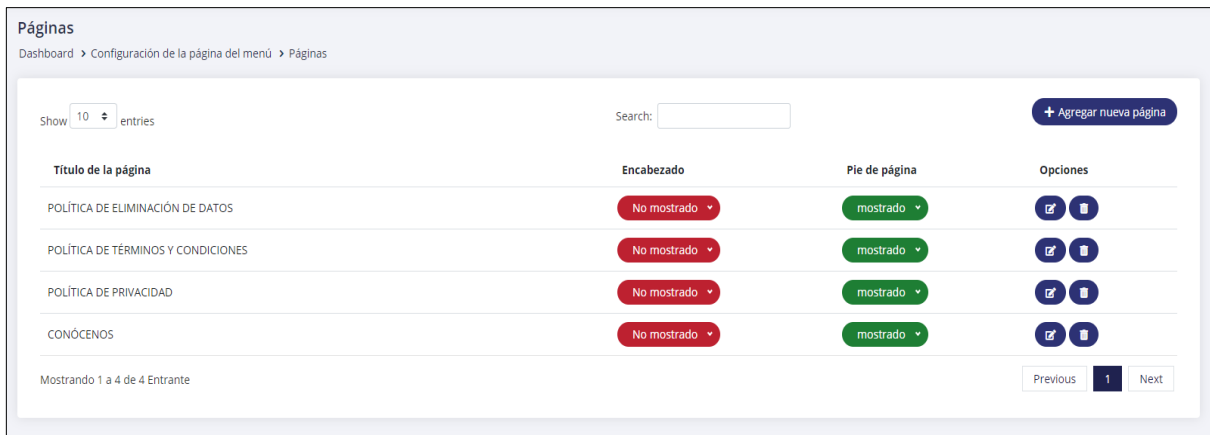 Páginas
Dashboard > Configuración de la página del menú > Páginas
Show 10 entries
Search:
+ Agregar nueva página
Título de la página Encabezado Pie de página Opciones
POLÍTICA DE ELIMINACIÓN DE DATOS No mostrado mostrado
POLÍTICA DE TÉRMINOS Y CONDICIONES No mostrado mostrado
POLÍTICA DE PRIVACIDAD No mostrado mostrado
CONÓCENOS No mostrado mostrado
Mostrando 1 a 4 de 4 Entrante
Previous 1 Next